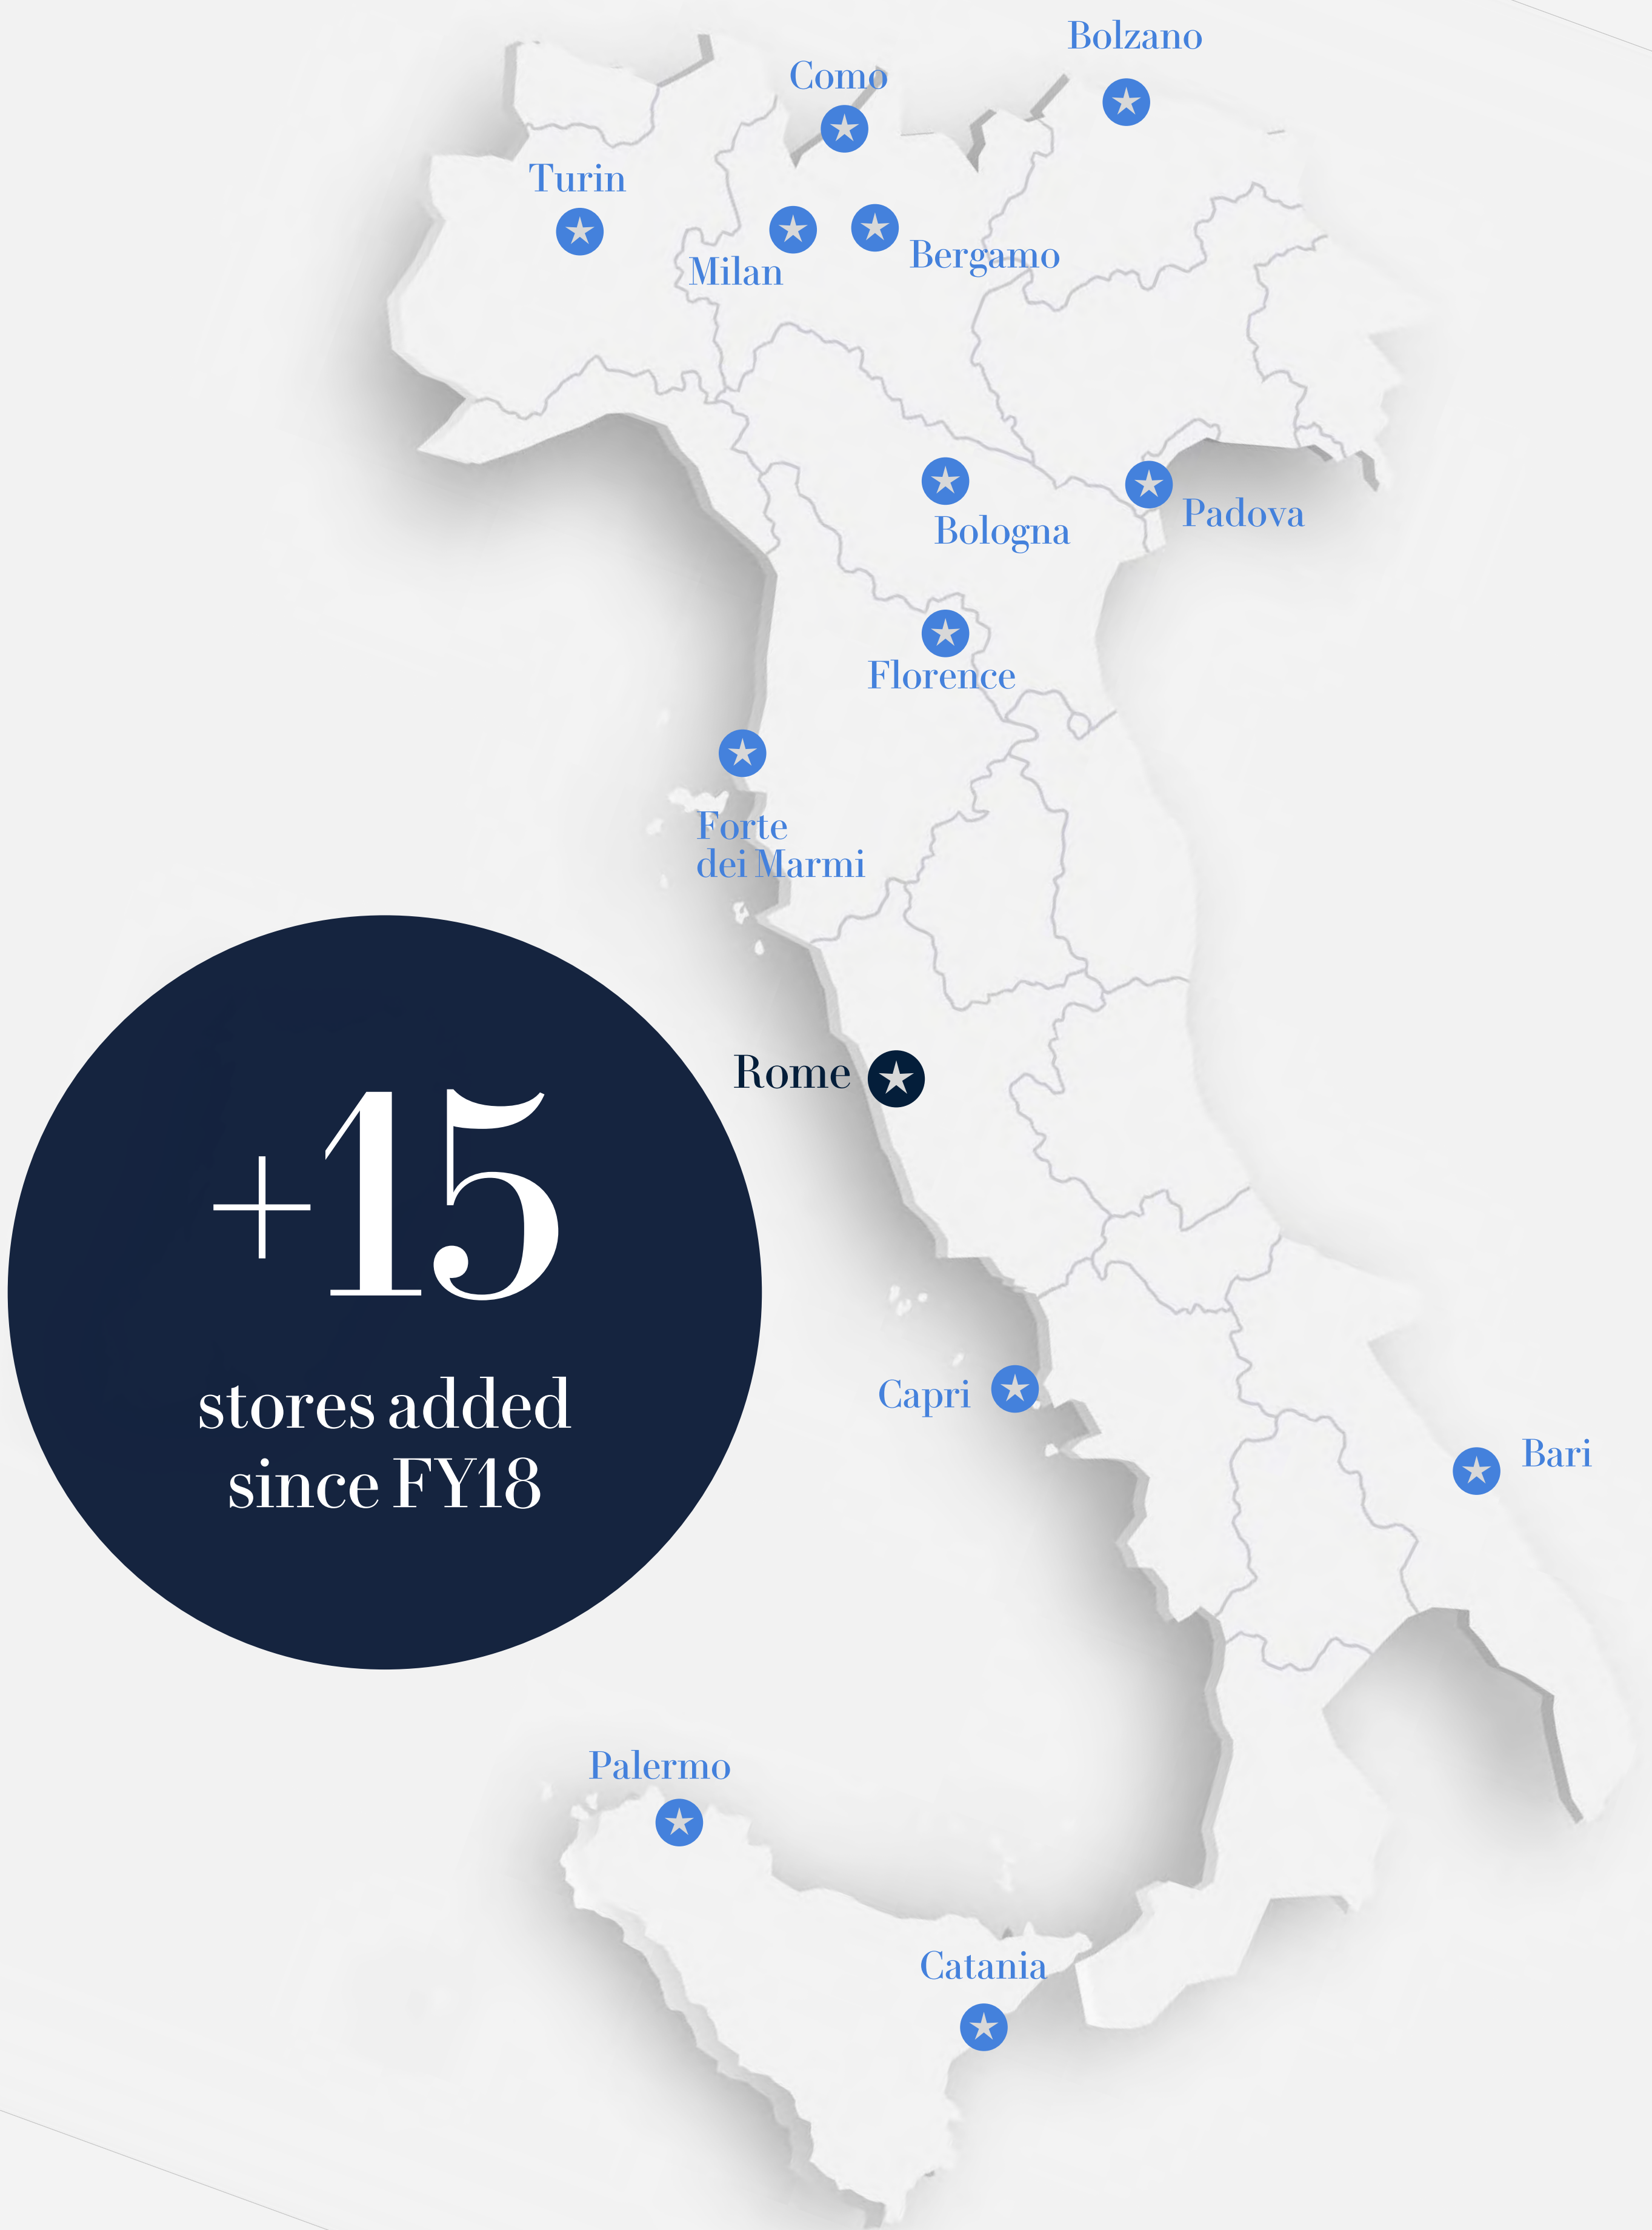 Bolzano
Como
Turin
Milan
Bergamo
Bologna
Padova
Florence
Forte
dei Marmi
Rome
+15
stores added
since FY18
Capri
Bari
Palermo
Catania